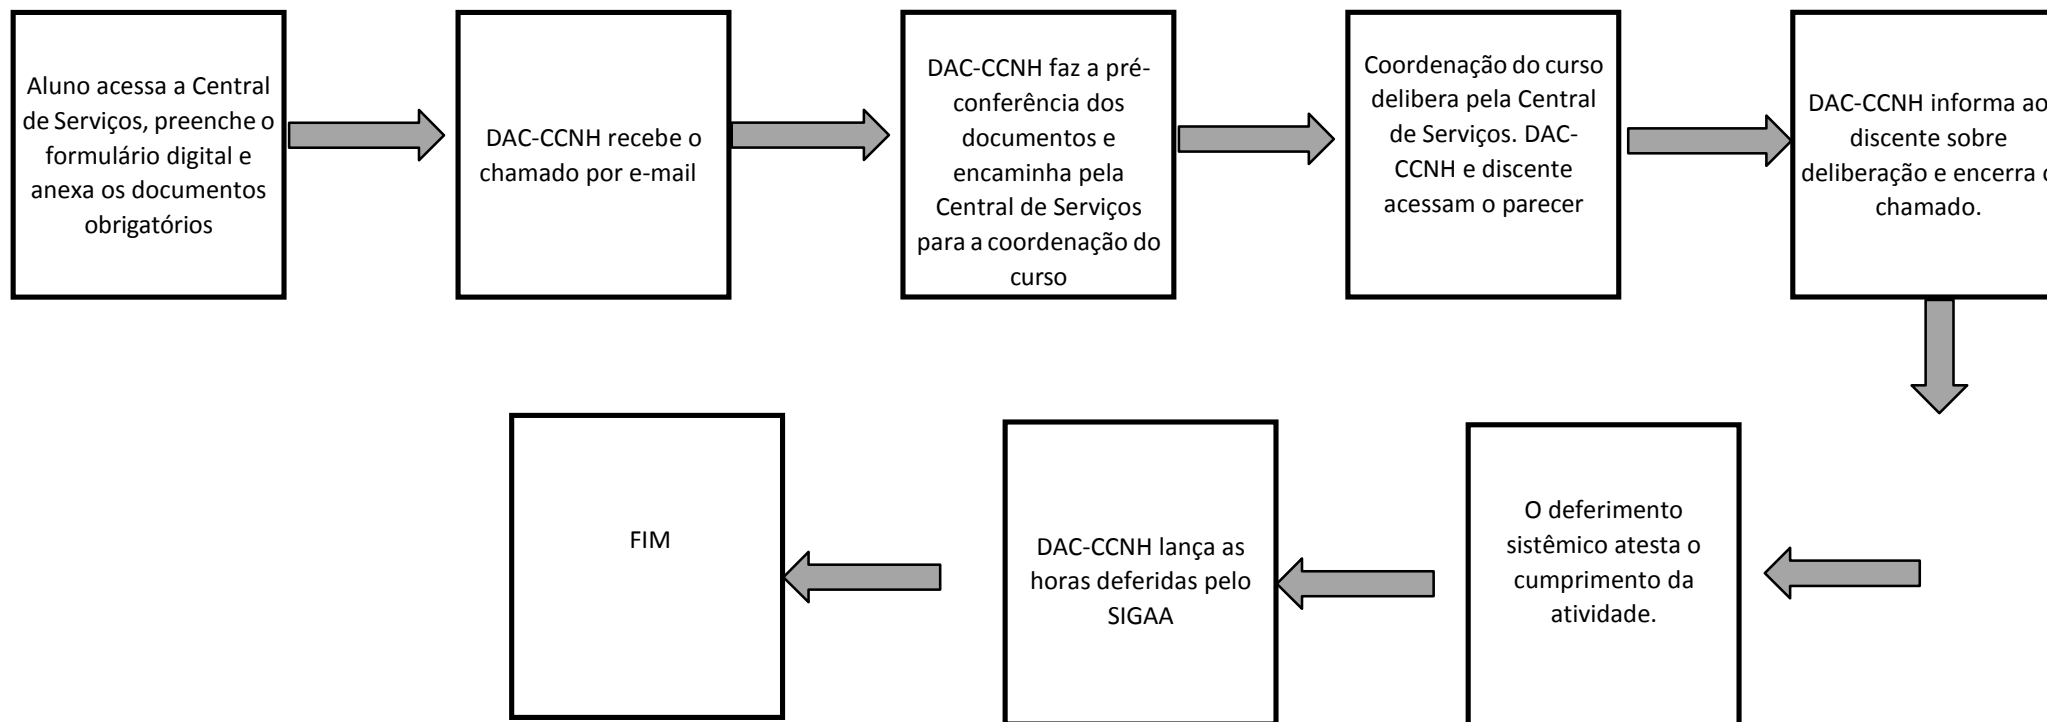 Aluno acessa a Central
de Serviços, preenche o
formulário digital e
anexa os documentos
obrigatórios
DAC-CCNH recebe o
chamado por e-mail
DAC-CCNH faz a pré-
conferência dos
documentos e
encaminha pela
Central de Serviços
para a coordenação do
curso
Coordenação do curso
delibera pela Central
de Serviços. DAC-
CCNH e discente
acessam o parecer
DAC-CCNH informa ao
discente sobre
deliberação e encerra o
chamado.
O deferimento
sistêmico atesta o
cumprimento da
atividade.
DAC-CCNH lança as
horas deferidas pelo
SIGAA
FIM